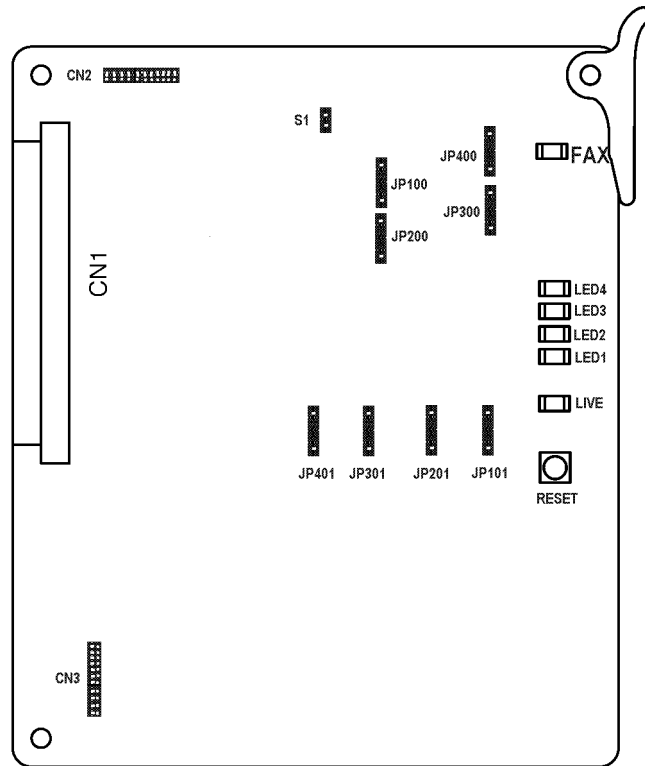 CN2
S1
JP400
FAX
JP100
JP300
JP200
CN1
LED4
LED3
LED2
LED1
LIVE
JP401
JP301
JP201
JP101
RESET
CN3